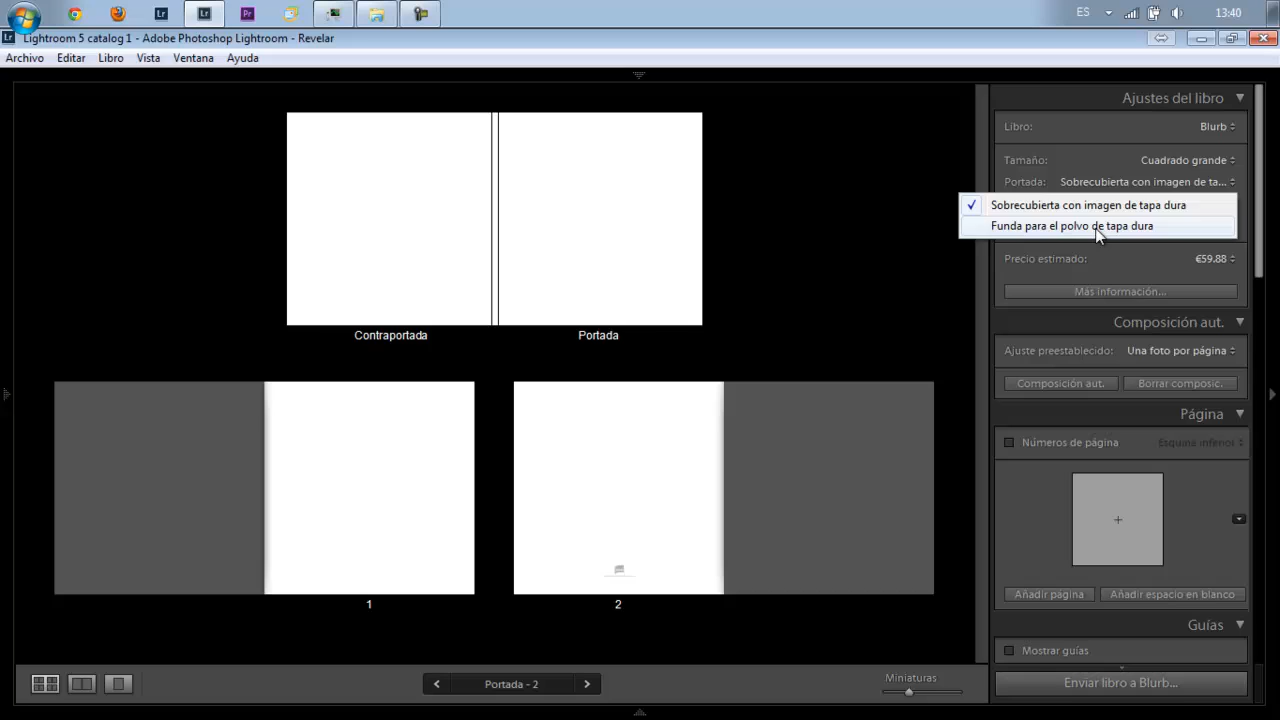 ES
13:40
Lightroom 5 catalog 1 - Adobe Photoshop Lightroom - Revelar
Archivo Editar Libro Vista Ventana Ayuda
Ajustes del libro
Libro: Blurb
Tamaño: Cuadrado grande
Portada: Sobrecubierta con imagen de ta...
Sobrecubierta con imagen de tapa dura
Funda para el polvo de tapa dura
Precio estimado: €59.88
Más información...
Contraportada Portada
Composición aut.
Ajuste preestablecido: Una foto por página
Composición aut. Borrar composic.
Página
Números de página Esquina inferior
Añadir página Añadir espacio en blanco
1 2
Guías
Mostrar guías
Portada - 2
Miniaturas
Enviar libro a Blurb...